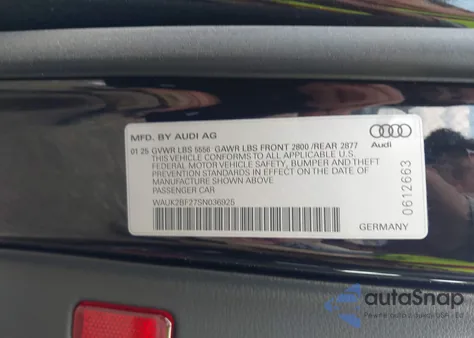 MFD. BY AUDI AG
01 25 GVWR LBS 5556 GAWR LBS FRONT 2800 /REAR 2877
THIS VEHICLE CONFORMS TO ALL APPLICABLE U.S.
FEDERAL MOTOR VEHICLE SAFETY, BUMPER AND THEFT
PREVENTION STANDARDS IN EFFECT ON THE DATE OF
MANUFACTURE SHOWN ABOVE
PASSENGER CAR
WAUK2BF27SN036925
Audi
0612663
GERMANY
autoSnap